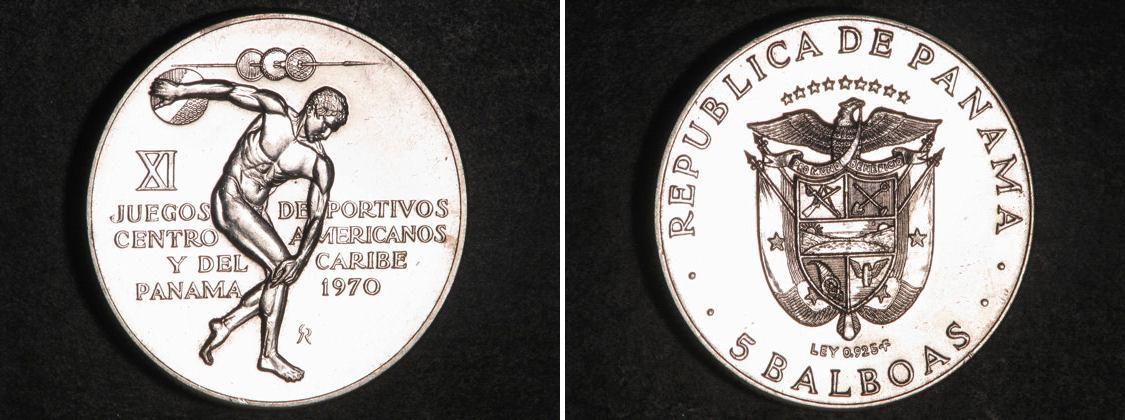 XI
JUEGOS DEPORTIVOS
CENTRO AMERICANOS
Y DEL CARIBE
PANAMA 1970
REPUBLICA DE PANAMA
LEY 0.925
5 BALBOAS